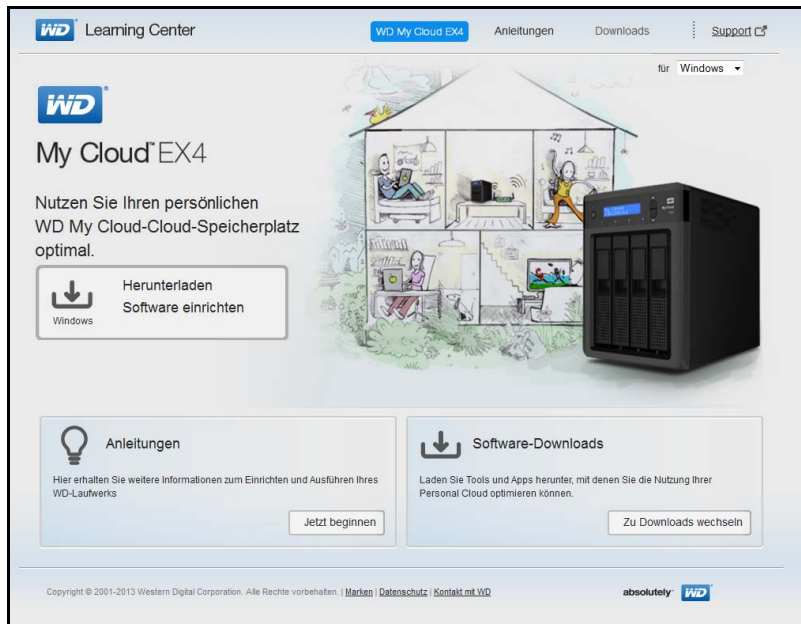 WD Learning Center
WD My Cloud EX4
Anleitungen
Downloads
Support
für Windows
WD
My Cloud™ EX4
Nutzen Sie Ihren persönlichen
WD My Cloud-Cloud-Speicherplatz
optimal.
Windows
Herunterladen
Software einrichten
Anleitungen
Hier erhalten Sie weitere Informationen zum Einrichten und Ausführen Ihres
WD-Laufwerks
Jetzt beginnen
Software-Downloads
Laden Sie Tools und Apps herunter, mit denen Sie die Nutzung Ihrer
Personal Cloud optimieren können.
Zu Downloads wechseln
Copyright © 2001-2013 Western Digital Corporation. Alle Rechte vorbehalten. | Marken | Datenschutz | Kontakt mit WD
absolutely WD